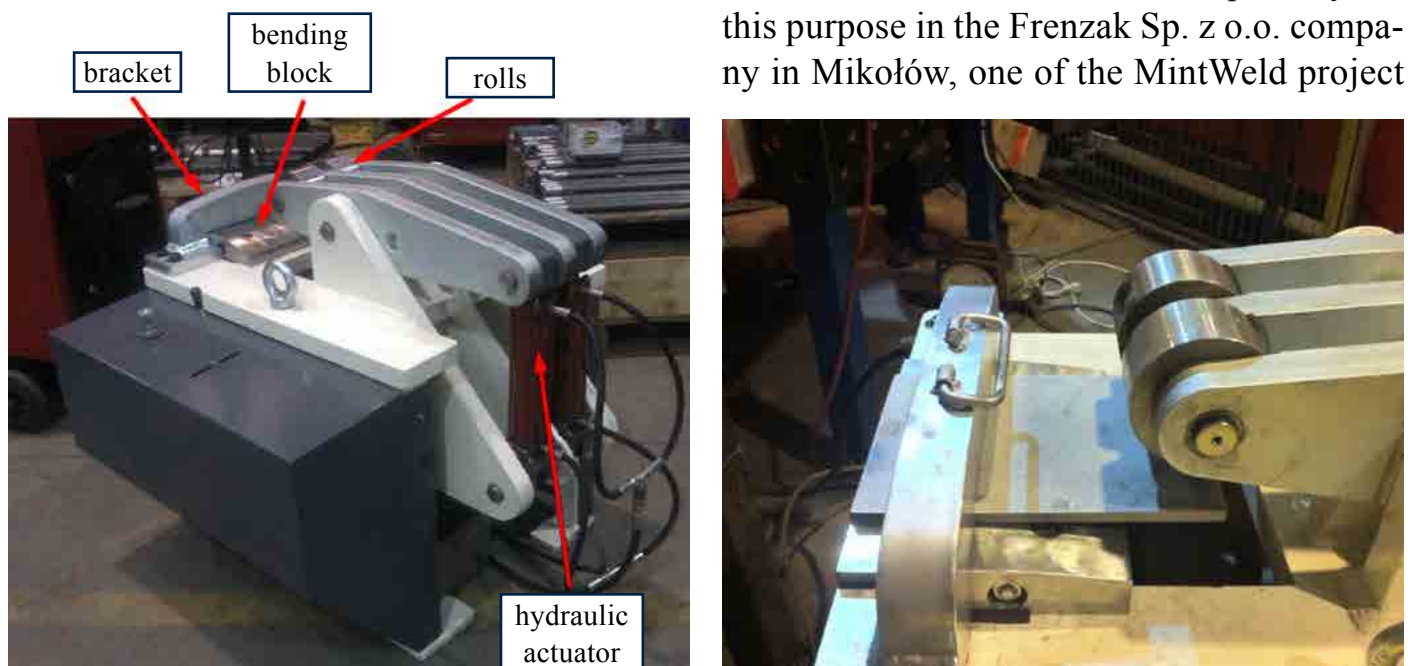 bending
block
bracket
rolls
hydraulic
actuator
this purpose in the Frenzak Sp. z o.o. compa-
ny in Mikołów, one of the MintWeld project